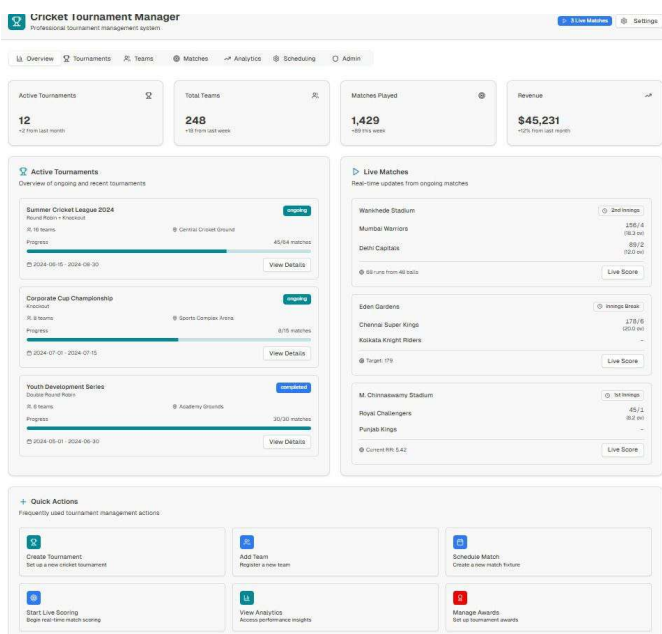 Cricket Tournament Manager
Professional tournament management system
3 Live Matches
Settings
Overview
Tournaments
Teams
Matches
Analytics
Scheduling
Admin
Active Tournaments
12
+2 from last month
Total Teams
248
+18 from last week
Matches Played
1,429
+89 this week
Revenue
$45,231
+12% from last month
Active Tournaments
Overview of ongoing and recent tournaments
Summer Cricket League 2024
ongoing
Round Robin + Knockout
16 teams
Central Cricket Ground
Progress
45/64 matches
2024-06-15 - 2024-08-30
View Details
Corporate Cup Championship
ongoing
Knockout
8 teams
Sports Complex Arena
Progress
8/15 matches
2024-07-01 - 2024-07-15
View Details
Youth Development Series
completed
Double Round Robin
Academy Grounds
Progress
30/30 matches
2024-05-01 - 2024-06-30
View Details
Live Matches
Real-time updates from ongoing matches
Wankhede Stadium
2nd Innings
Mumbai Warriors
156/4
(18.3 ov)
Delhi Capitals
89/2
(12.0 ov)
Live Score
Eden Gardens
Innings Break
Chennai Super Kings
178/6
(20.0 ov)
Kolkata Knight Riders
-
Target: 179
Live Score
M. Chinnaswamy Stadium
1st Innings
Royal Challengers
45/1
(8.2 ov)
Punjab Kings
-
Current RR: 5.42
Live Score
Quick Actions
Frequently used tournament management actions
Create Tournament
Set up a new cricket tournament
Add Team
Register a new team
Schedule Match
Create a new match fixture
Start Live Scoring
Begin real-time match scoring
View Analytics
Access performance insights
Manage Awards
Set up tournament awards